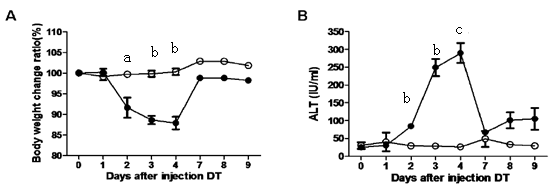 A
Body weight change ratio(%)
110
105
100
95
90
85
80
a
b
b
0 1 2 3 4 7 8 9
Days after injection DT
B
ALT (IU/ml)
350
300
250
200
150
100
50
0
b
b
c
0 1 2 3 4 7 8 9
Days after injection DT